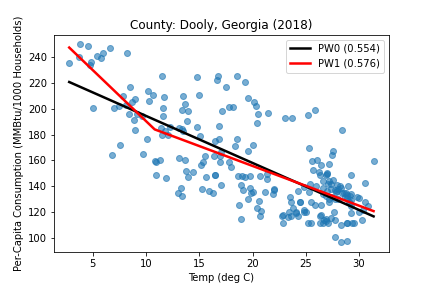 County: Dooly, Georgia (2018)
PW0 (0.554)
PW1 (0.576)
Per-Capita Consumption (MMBtu/1000 Households)
240
220
200
180
160
140
120
100
5 10 15 20 25 30
Temp (deg C)